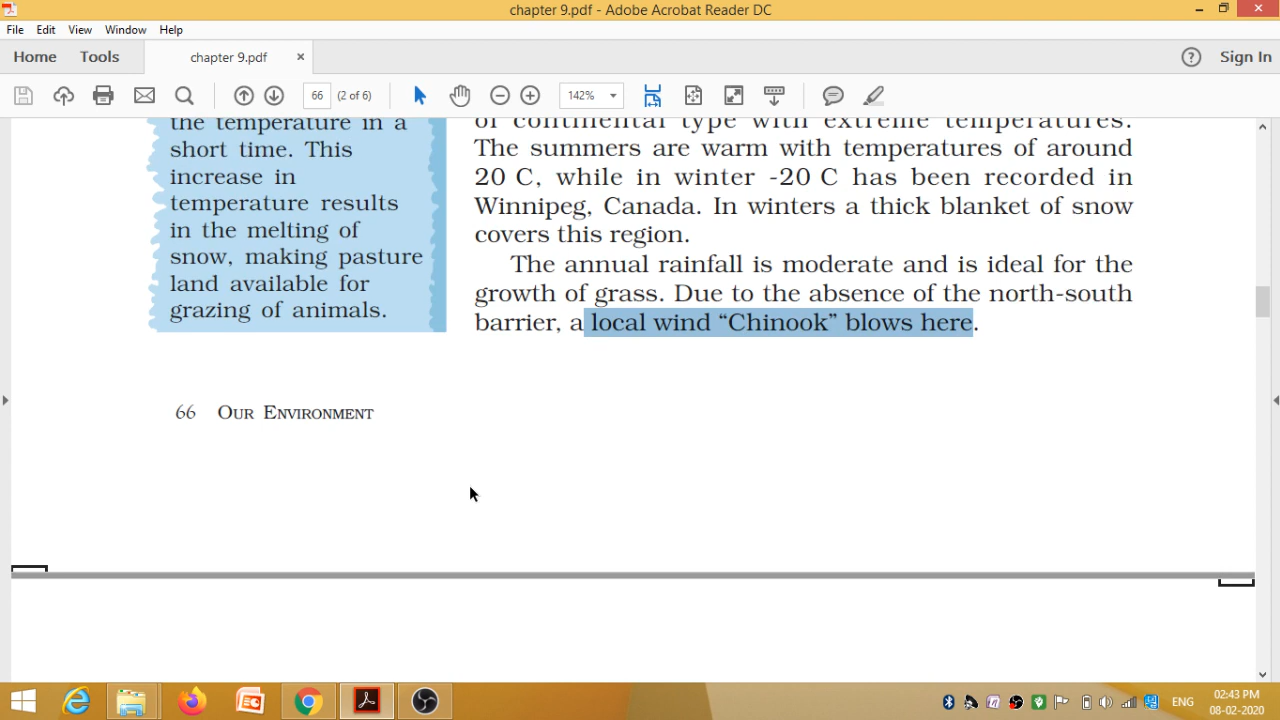 chapter 9.pdf - Adobe Acrobat Reader DC
File Edit View Window Help
Home Tools chapter 9.pdf × ? Sign In
66 (2 of 6) 142%
the temperature in a
short time. This
increase in
temperature results
in the melting of
snow, making pasture
land available for
grazing of animals.
of continental type with extreme temperatures.
The summers are warm with temperatures of around
20 C, while in winter -20 C has been recorded in
Winnipeg, Canada. In winters a thick blanket of snow
covers this region.
The annual rainfall is moderate and is ideal for the
growth of grass. Due to the absence of the north-south
barrier, a local wind “Chinook” blows here.
66 OUR ENVIRONMENT
ENG
02:43 PM
08-02-2020